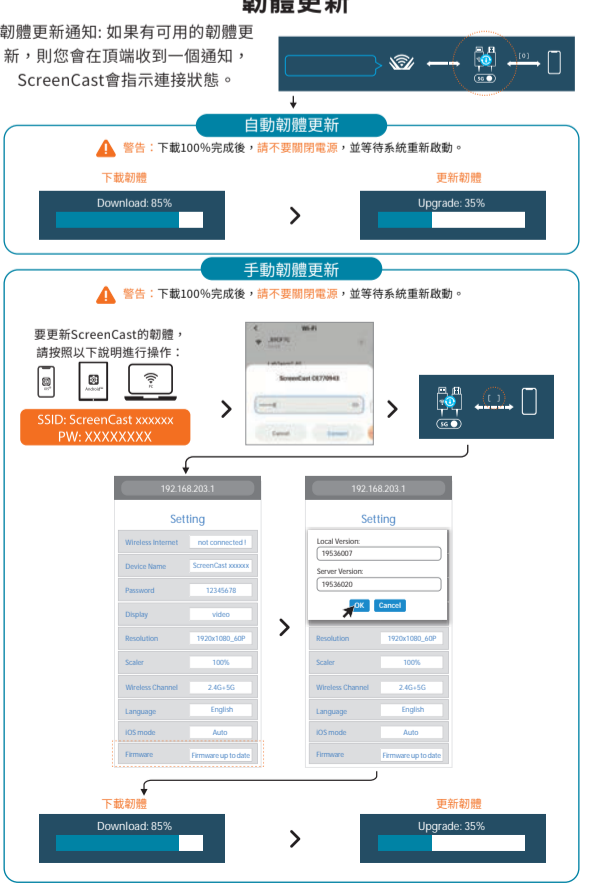 韌體更新
韌體更新通知: 如果有可用的韌體更
新，則您會在頂端收到一個通知，
ScreenCast會指示連接狀態。
5G
自動韌體更新
警告：下載100%完成後，請不要關閉電源，並等待系統重新啟動。
下載韌體
更新韌體
Download: 85%
Upgrade: 35%
手動韌體更新
警告：下載100%完成後，請不要關閉電源，並等待系統重新啟動。
要更新ScreenCast的韌體，
請按照以下說明進行操作：
Android
PC
SSID: ScreenCast xxxxxx
PW: XXXXXXXX
Wi-Fi
ScreenCast CE770943
Cancel
5G
192.168.203.1
Setting
Wireless Internet not connected !
Device Name ScreenCast xxxxxx
Password 12345678
Display video
Resolution 1920x1080_60P
Scaler 100%
Wireless Channel 2.4G+5G
Language English
iOS mode Auto
Firmware Firmware up to date
192.168.203.1
Setting
Local Version:
19536007
Server Version:
19536020
OK Cancel
Resolution 1920x1080_60P
Scaler 100%
Wireless Channel 2.4G+5G
Language English
iOS mode Auto
Firmware Firmware up to date
下載韌體
更新韌體
Download: 85%
Upgrade: 35%